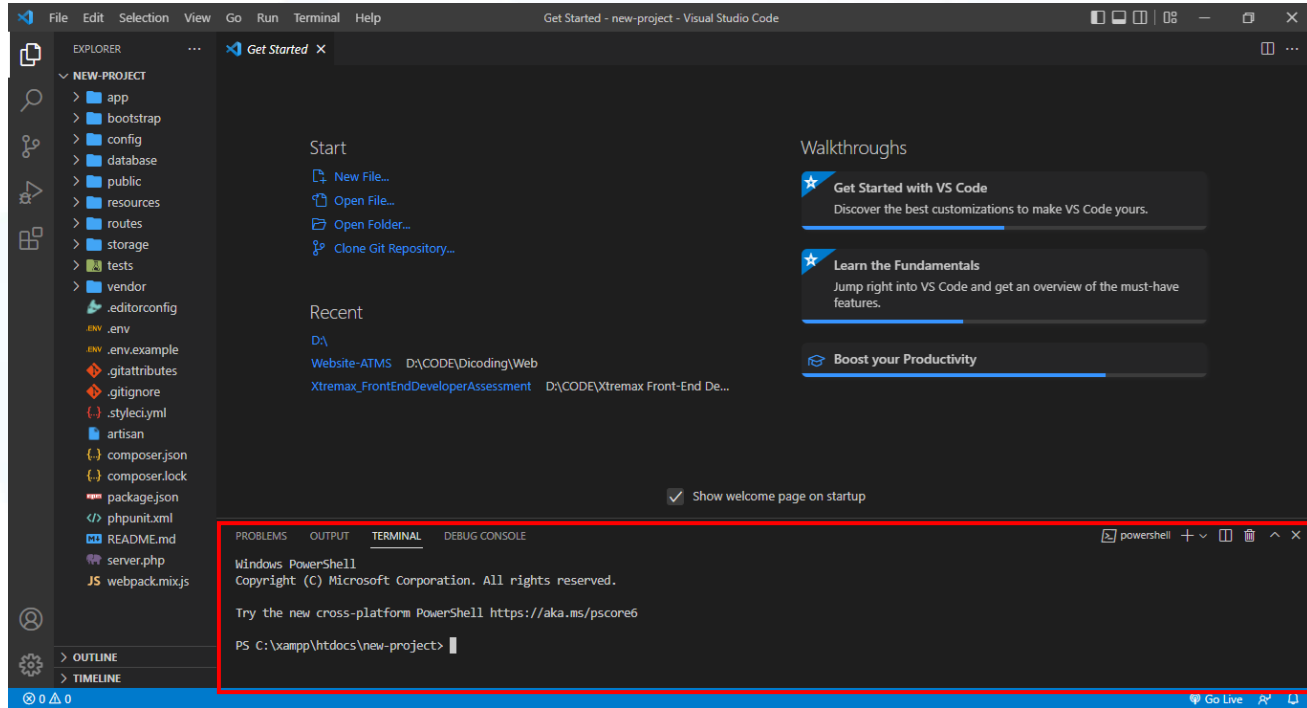 File Edit Selection View Go Run Terminal Help
Get Started - new-project - Visual Studio Code
EXPLORER
NEW-PROJECT
app
bootstrap
config
database
public
resources
routes
storage
tests
vendor
.editorconfig
.ENV .env
.ENV .env.example
.gitattributes
.gitignore
{..} .styleci.yml
artisan
{..} composer.json
{..} composer.lock
npm package.json
</> phpunit.xml
README.md
server.php
JS webpack.mix.js
OUTLINE
TIMELINE
Get Started
Start
New File...
Open File...
Open Folder...
Clone Git Repository...
Recent
D:\
Website-ATMS D:\CODE\Dicoding\Web
Xtremax_FrontEndDeveloperAssessment D:\CODE\Xtremax Front-End De...
Walkthroughs
Get Started with VS Code
Discover the best customizations to make VS Code yours.
Learn the Fundamentals
Jump right into VS Code and get an overview of the must-have
features.
Boost your Productivity
Show welcome page on startup
PROBLEMS OUTPUT TERMINAL DEBUG CONSOLE
powershell
Windows PowerShell
Copyright (C) Microsoft Corporation. All rights reserved.
Try the new cross-platform PowerShell https://aka.ms/pscore6
PS C:\xampp\htdocs\new-project>
0 0
Go Live